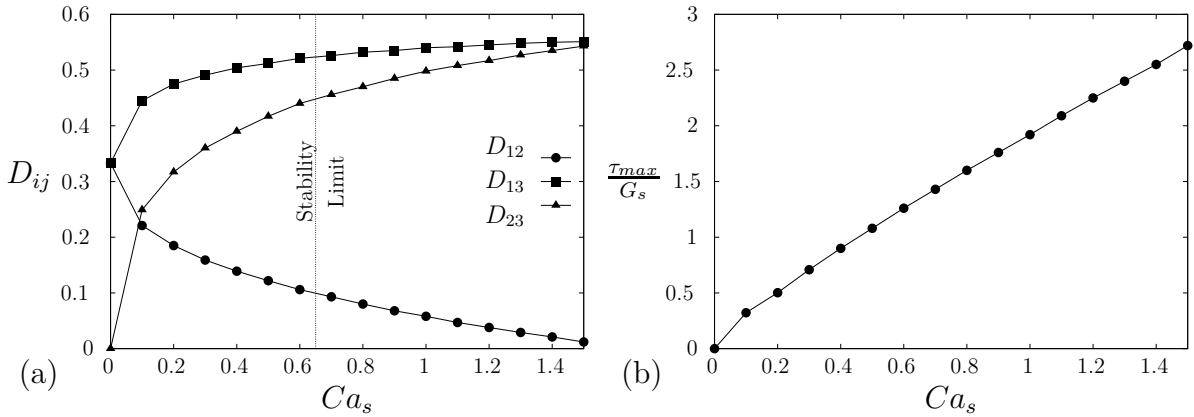 0.6
0.5
0.4
0.3
0.2
0.1
0
D_{ij}
0 0.2 0.4 0.6 0.8 1 1.2 1.4
Ca_s
Stability
Limit
D_{12}
D_{13}
D_{23}
(a)
3
2.5
2
1.5
1
0.5
0
τ_{max}
G_s
0 0.2 0.4 0.6 0.8 1 1.2 1.4
Ca_s
(b)